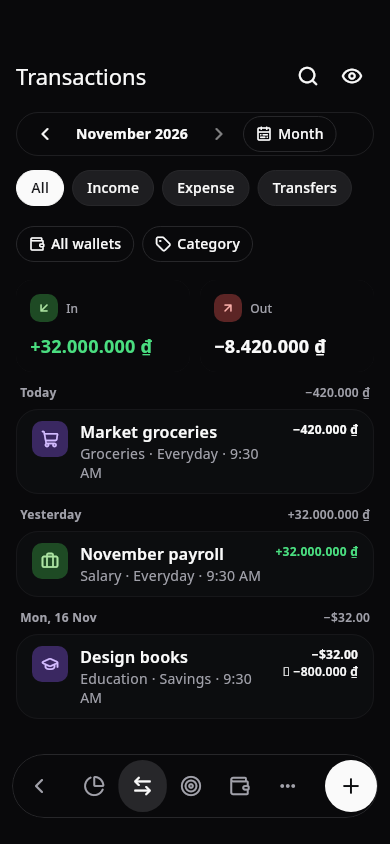 Transactions
November 2026
Month
All Income Expense Transfers
All wallets Category
In Out
+32.000.000 ₫ −8.420.000 ₫
Today −420.000 ₫
Market groceries −420.000 ₫
Groceries · Everyday · 9:30
AM
Yesterday +32.000.000 ₫
November payroll +32.000.000 ₫
Salary · Everyday · 9:30 AM
Mon, 16 Nov −$32.00
Design books −$32.00
Education · Savings · 9:30 −800.000 ₫
AM